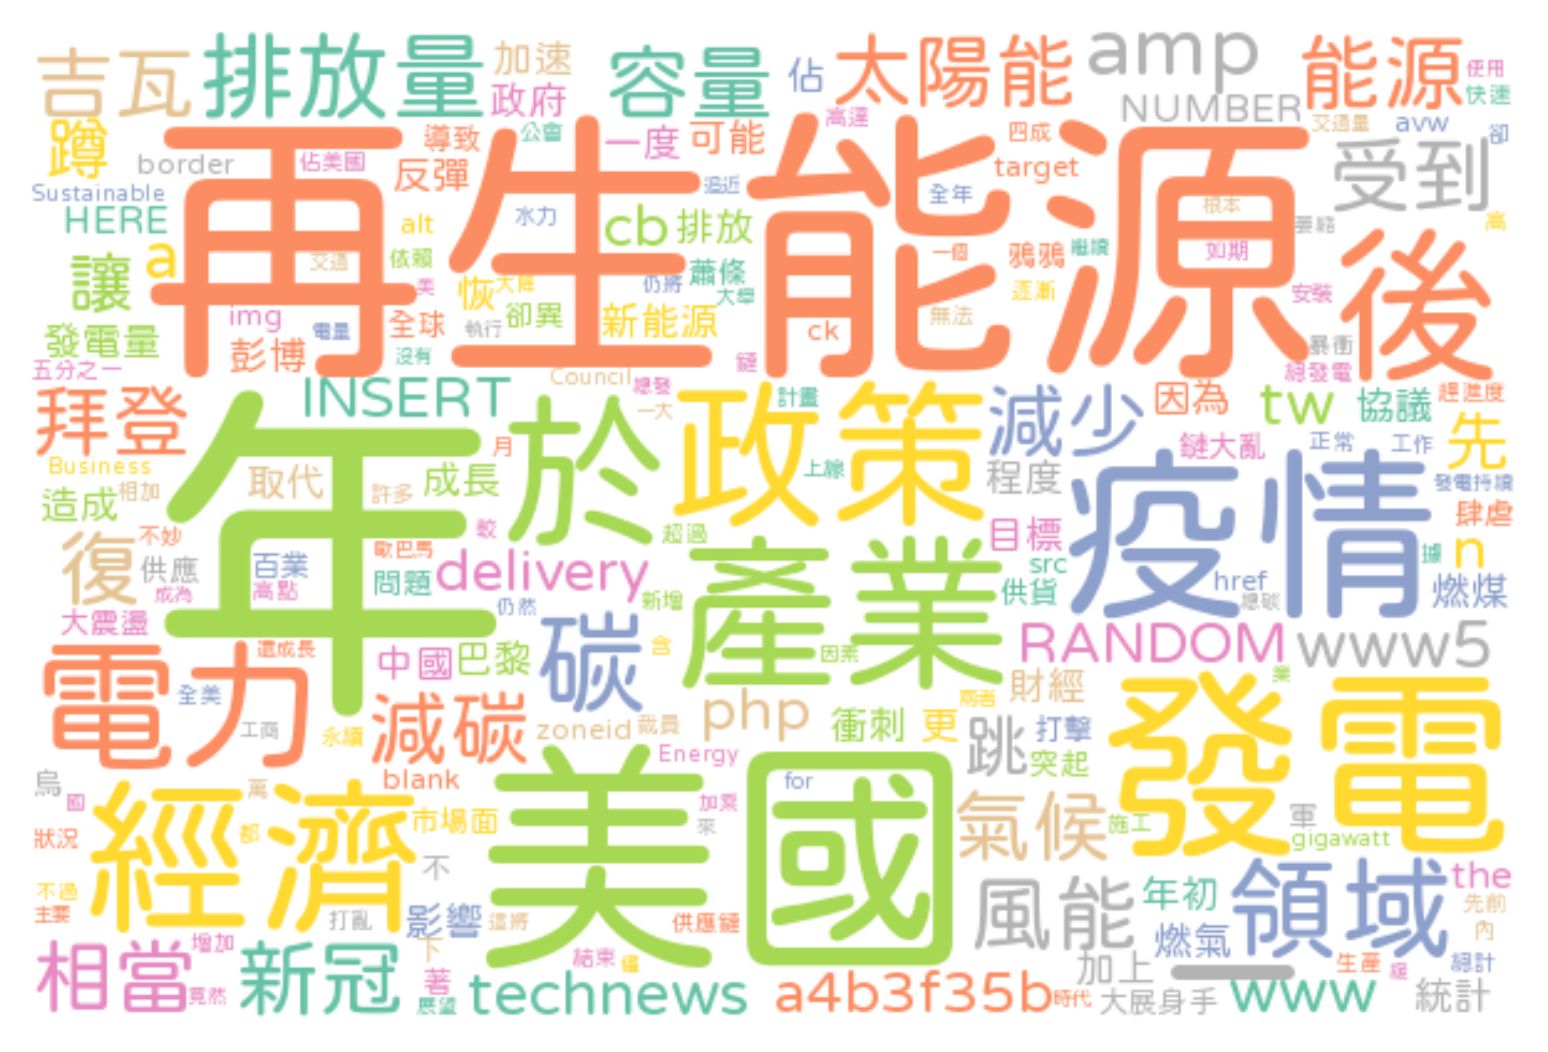 吉瓦 排放量 加速 容量 佔 太陽能 amp 能源 使用
政府 NUMBER 快速
蹲 導致 公會 一度 可能 高達 四成 交通量 avw 卻
border 佔美國 反彈 target 受到
Sustainable 再生能源 逼近 全年 根本
HERE alt 水力 cb 排放 高
讓 a 交通 依賴 蕭條 一個 鴉鴉 繼續 如期 後
美 恢 大陸 仍將 逐漸 安裝
img 電量 全球 執行 卻異 新能源 ck 無法
發電量 彭博 沒有 鏈 暴衝
五分之一 Council 總發電
拜登 INSERT 年 於 一大 政策 計畫 減少 因為 tw 協議 趕進度
月 鏈大亂 正常 工作 先
Business 取代 成長 上線 程度 疫情 發電持續
造成 相加 許多 肆虐
不妙 較 超過 目標
復 供應 百業 歐巴馬 delivery 產業 src 據 n
成為 高點 問題 新增 供貨 href 燃煤
大震盪 仍然 碳 總碳
電力 還成長 中國 巴黎 含 因素 RANDOM www5
全美 php 兩者 財經 業
工商 永續 減碳 zoneid 裁員 衝刺 更 跳 打擊 發電
blank Energy 突起
烏 國 萬 美國 for
經濟 都 市場面 加乘 氣候 施工 軍
狀況 來 gigawatt
不過 不 風能 年初 領域 the
主要 打亂 影響 這將 供應鏈 先前
下 燃氣 內
相當 增加 新冠 著 結束 僅 加上 生產 緩 總計
竟然 展望 technews a4b3f35b 時代 大展身手 www 統計